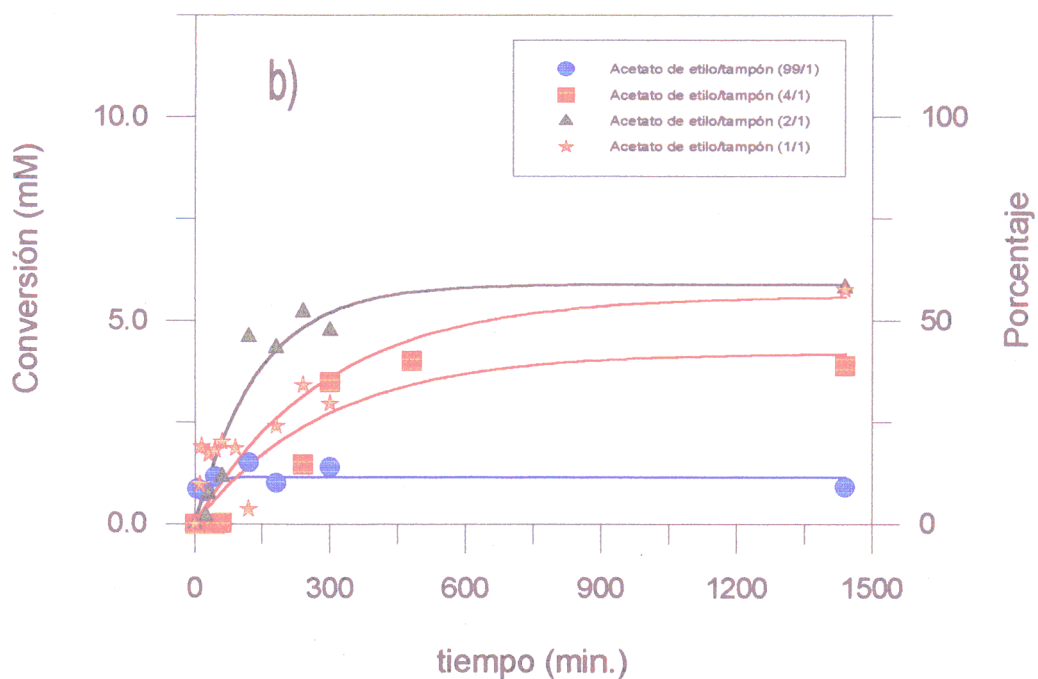 b)
Acetato de etilo/tampón (99/1)
Acetato de etilo/tampón (4/1)
Acetato de etilo/tampón (2/1)
Acetato de etilo/tampón (1/1)
10.0
5.0
0.0
Conversión (mM)
100
50
0
Porcentaje
0 300 600 900 1200 1500
tiempo (min.)